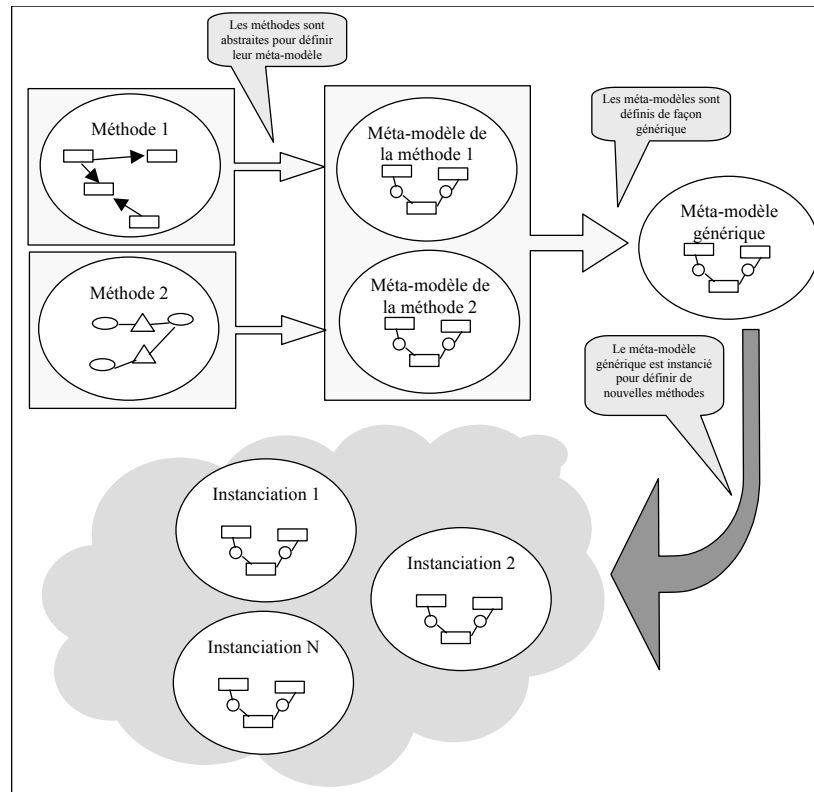 Les méthodes sont
abstraites pour définir
leur méta-modèle
Les méta-modèles sont
définis de façon
générique
Méthode 1
Méta-modèle de
la méthode 1
Méta-modèle
générique
Méthode 2
Méta-modèle de
la méthode 2
Le méta-modèle
générique est instancié
pour définir de
nouvelles méthodes
Instanciation 1
Instanciation 2
Instanciation N